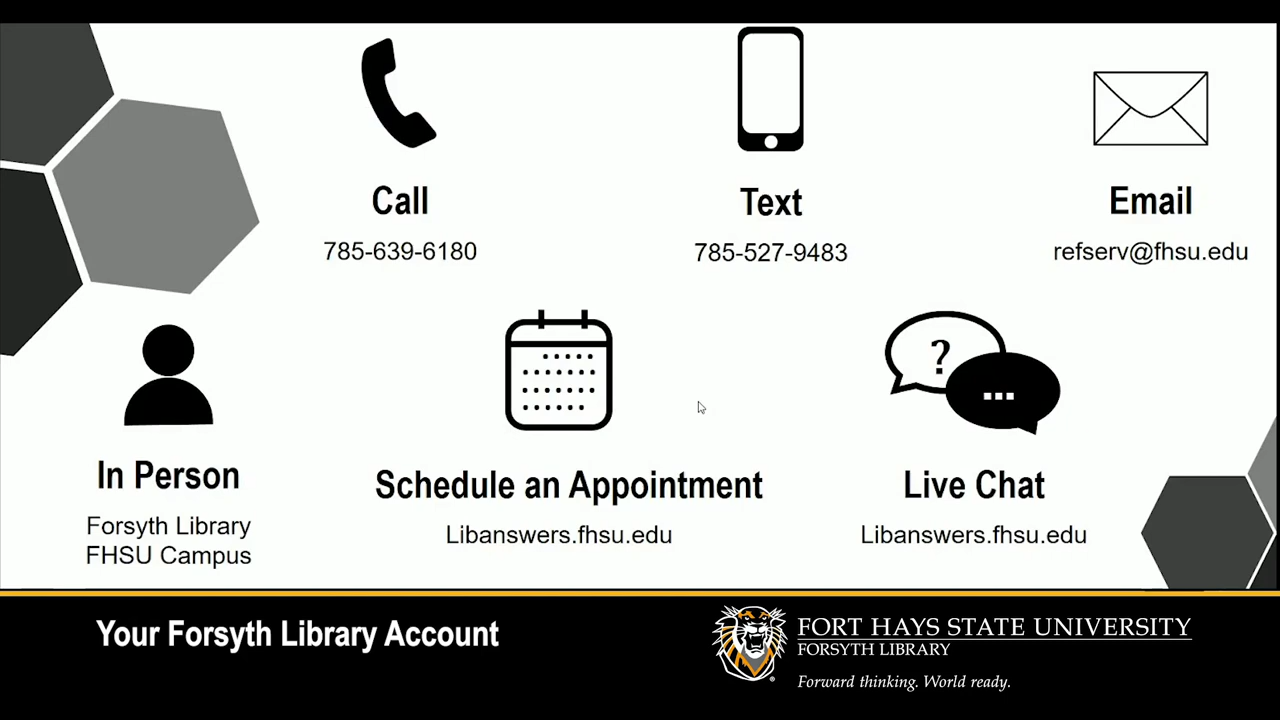 Call
785-639-6180
Text
785-527-9483
Email
refserv@fhsu.edu
In Person
Forsyth Library
FHSU Campus
Schedule an Appointment
Libanswers.fhsu.edu
?
...
Live Chat
Libanswers.fhsu.edu
Your Forsyth Library Account
FORT HAYS STATE UNIVERSITY
FORSYTH LIBRARY
Forward thinking. World ready.
®